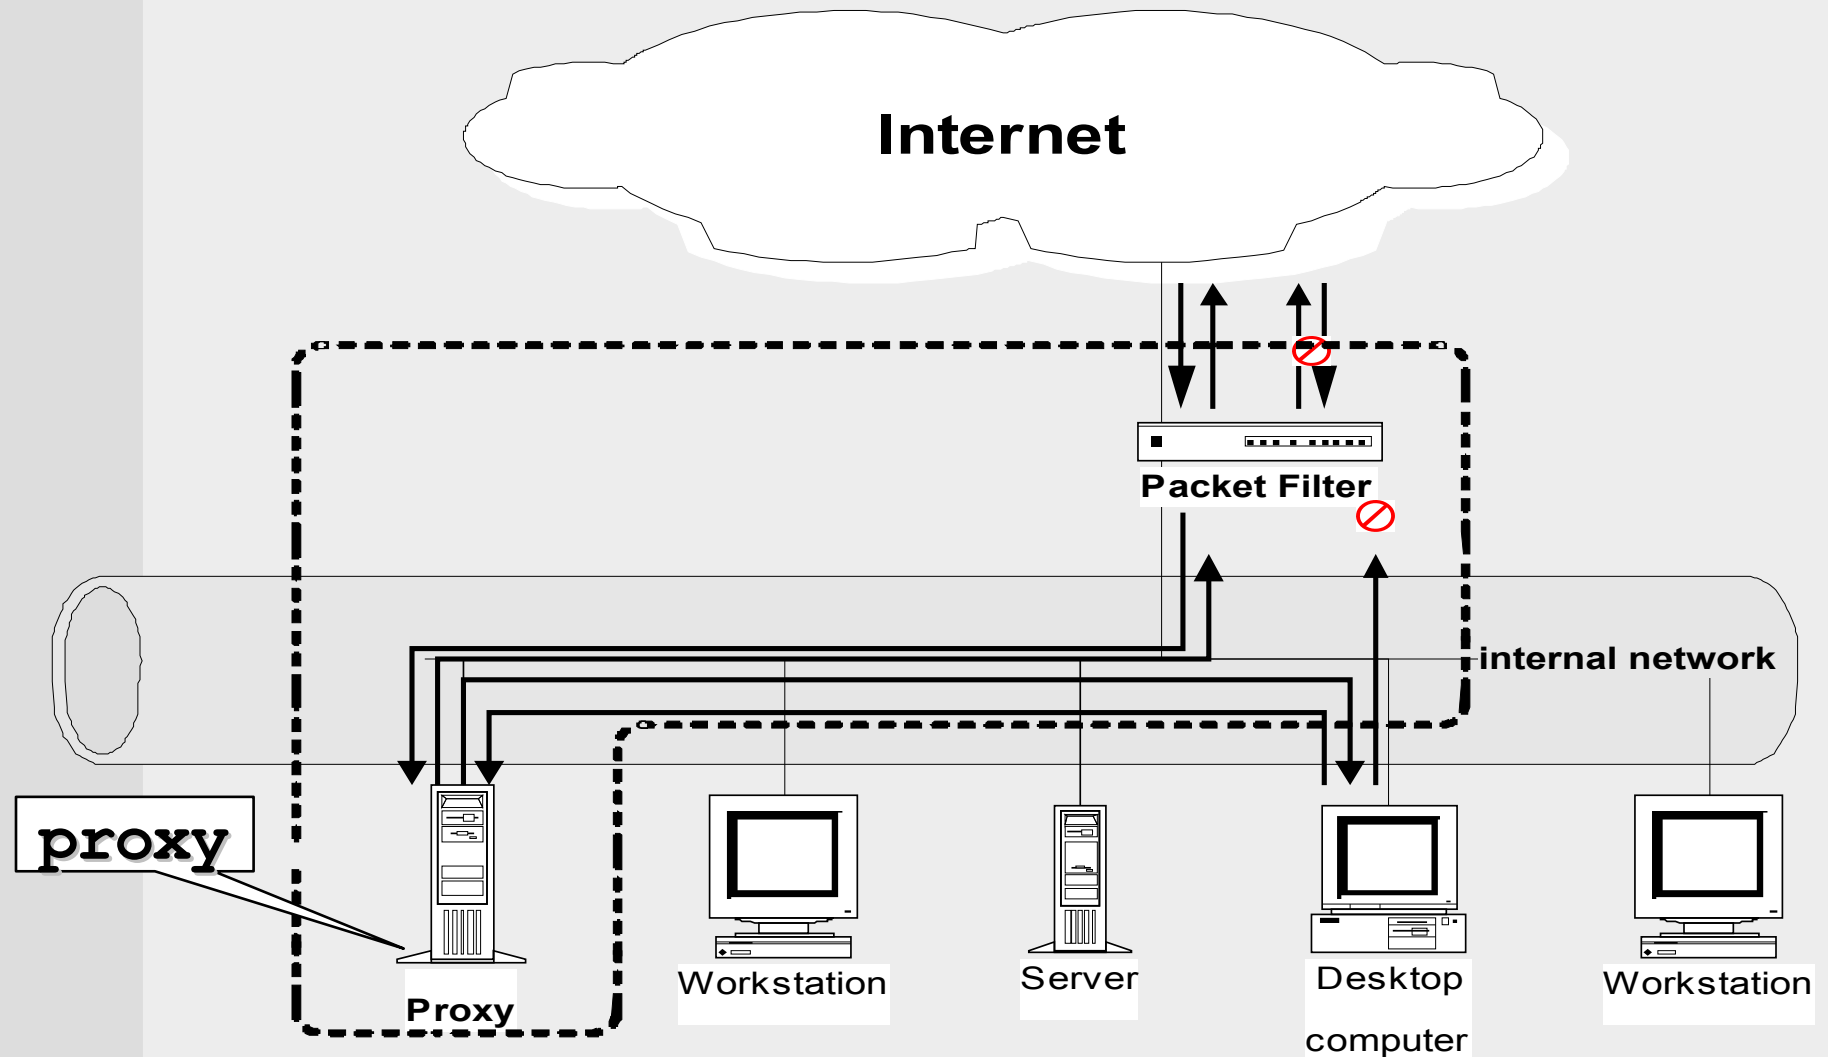 Internet
Packet Filter
internal network
proxy
Proxy
Workstation
Server
Desktop
computer
Workstation